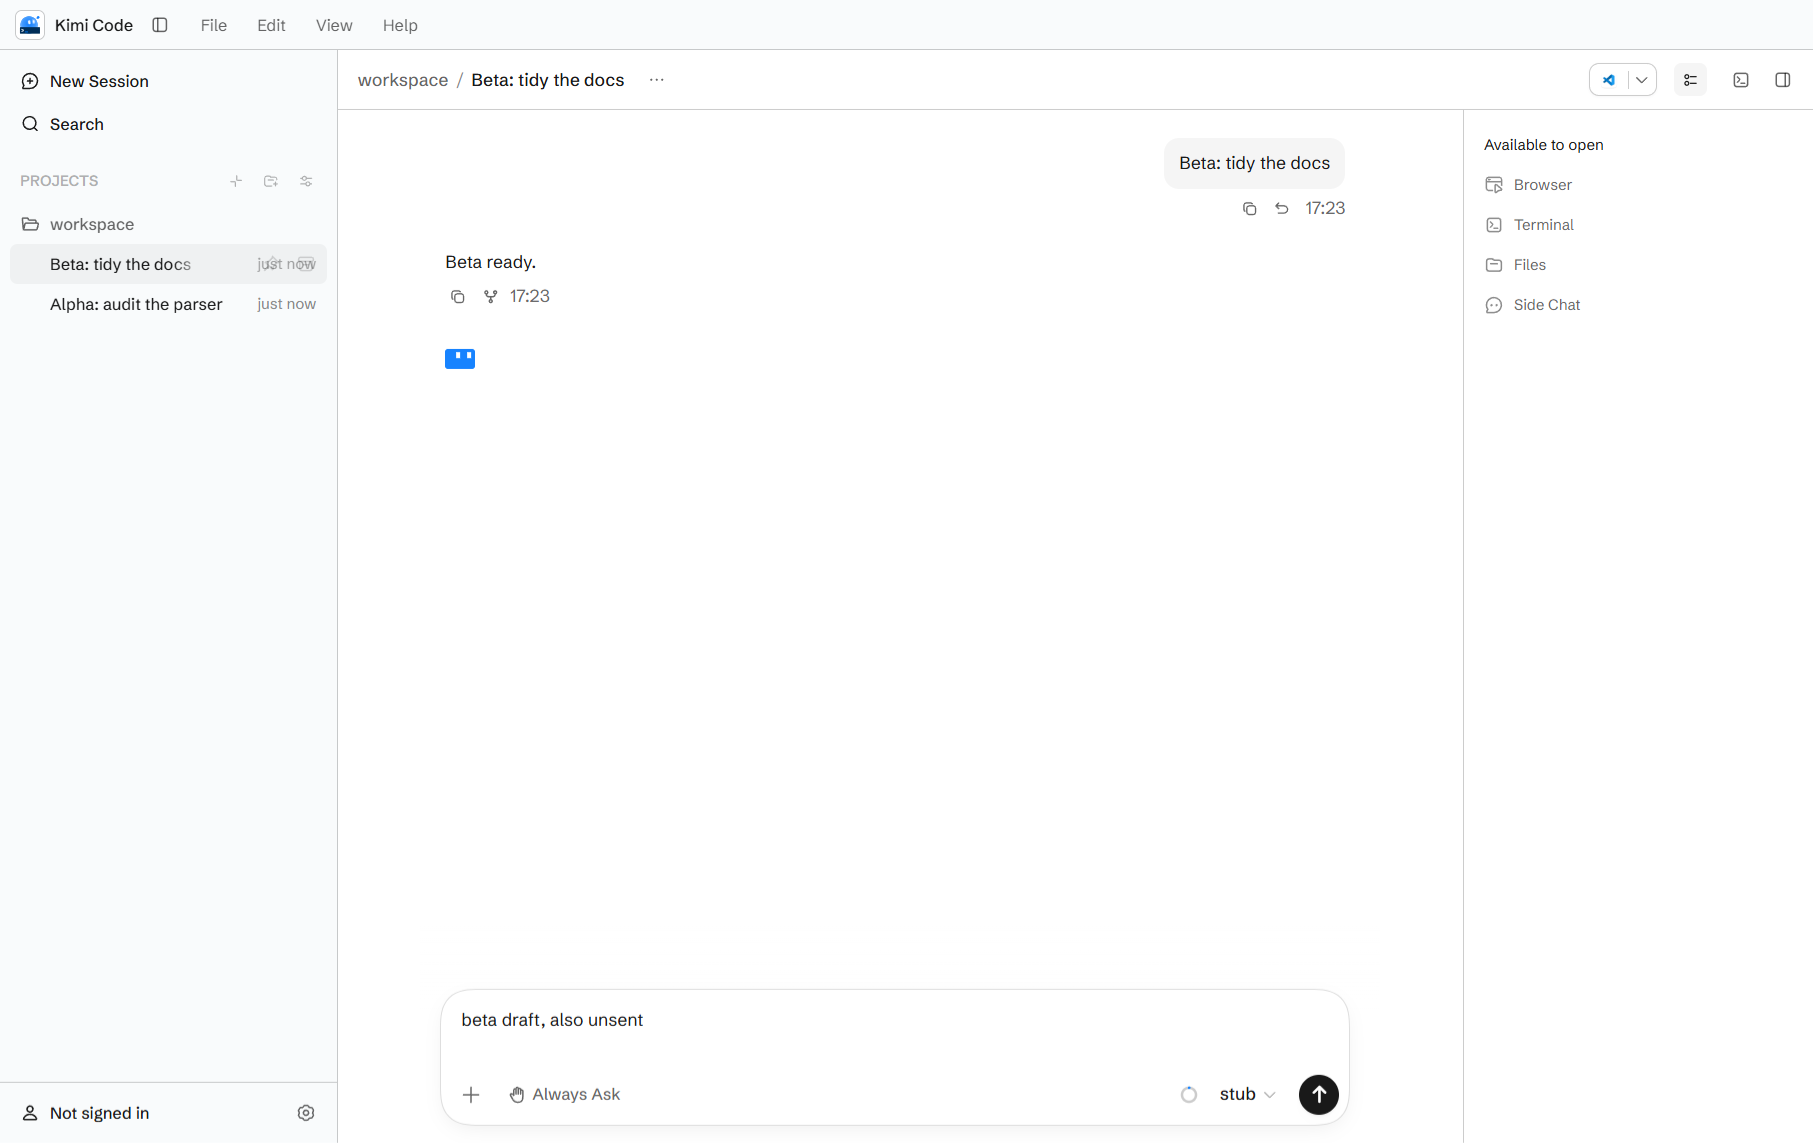 Kimi Code File Edit View Help
New Session
Search
PROJECTS
workspace
Beta: tidy the docs just now
Alpha: audit the parser just now
Not signed in
workspace / Beta: tidy the docs ...
Beta: tidy the docs
17:23
Beta ready.
17:23
beta draft, also unsent
Always Ask stub
Available to open
Browser
Terminal
Files
Side Chat